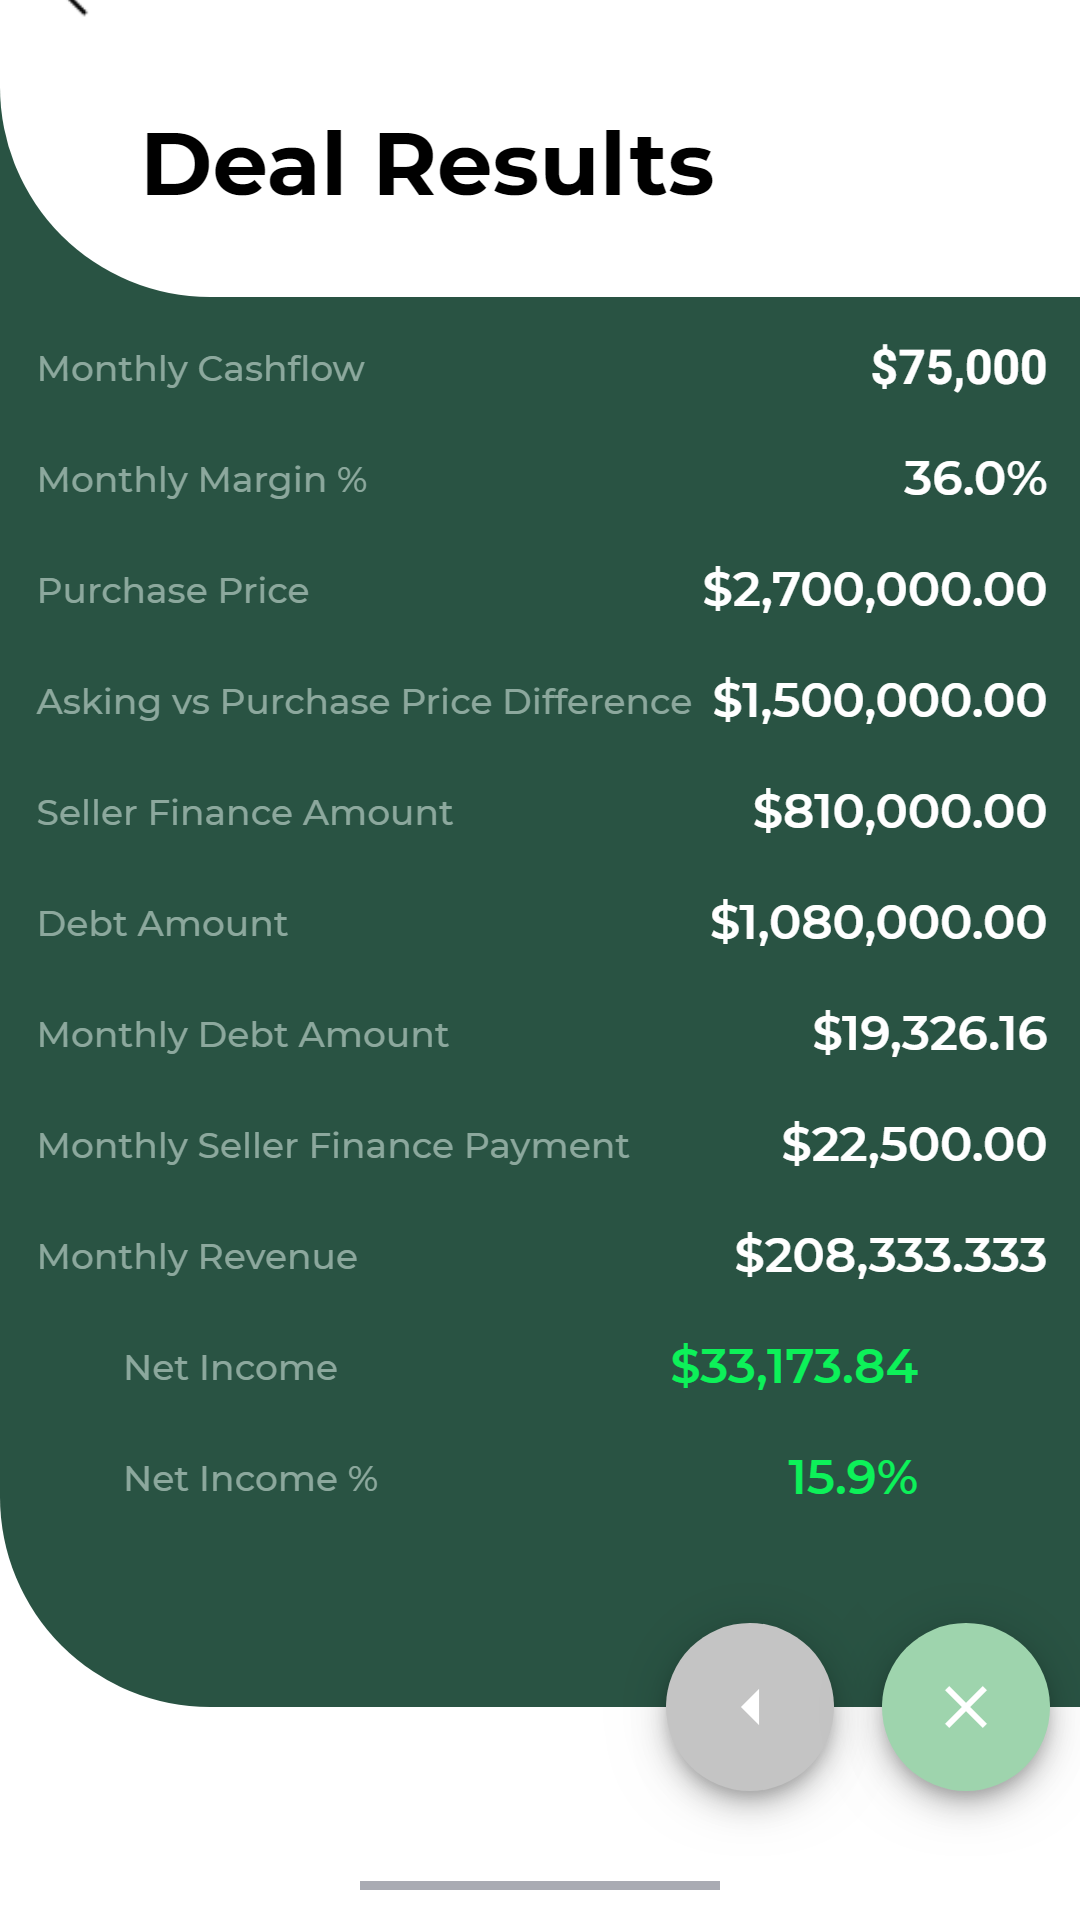 Deal Results
Monthly Cashflow $75,000
Monthly Margin % 36.0%
Purchase Price $2,700,000.00
Asking vs Purchase Price Difference $1,500,000.00
Seller Finance Amount $810,000.00
Debt Amount $1,080,000.00
Monthly Debt Amount $19,326.16
Monthly Seller Finance Payment $22,500.00
Monthly Revenue $208,333.333
Net Income $33,173.84
Net Income % 15.9%